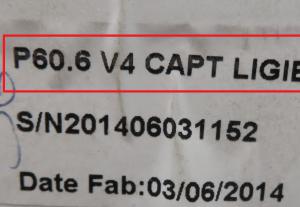 P60.6 V4 CAPT LIGIE
S/N201406031152
Date Fab:03/06/2014